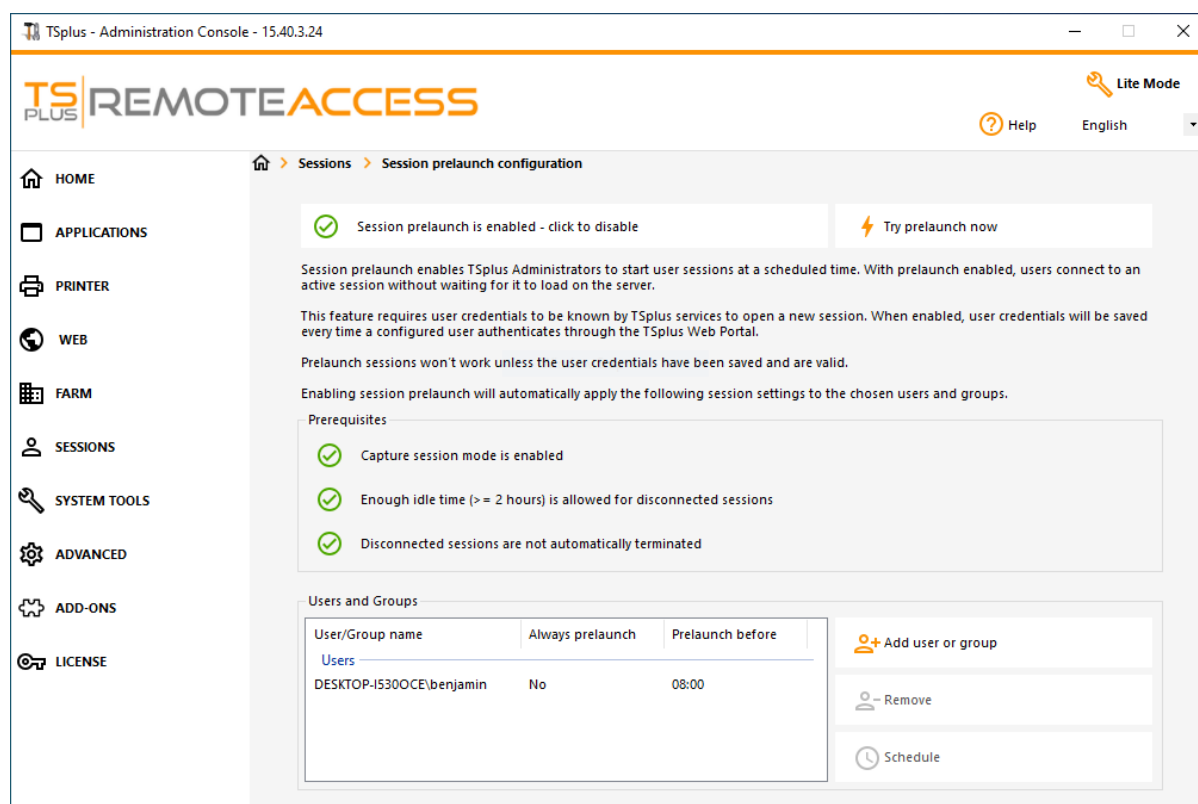 TSplus - Administration Console - 15.40.3.24
TS PLUS REMOTEACCESS
Lite Mode
Help
English
HOME
APPLICATIONS
PRINTER
WEB
FARM
SESSIONS
SYSTEM TOOLS
ADVANCED
ADD-ONS
LICENSE
Sessions > Session prelaunch configuration
Session prelaunch is enabled - click to disable
Try prelaunch now
Session prelaunch enables TSplus Administrators to start user sessions at a scheduled time. With prelaunch enabled, users connect to an
active session without waiting for it to load on the server.
This feature requires user credentials to be known by TSplus services to open a new session. When enabled, user credentials will be saved
every time a configured user authenticates through the TSplus Web Portal.
Prelaunch sessions won't work unless the user credentials have been saved and are valid.
Enabling session prelaunch will automatically apply the following session settings to the chosen users and groups.
Prerequisites
Capture session mode is enabled
Enough idle time (> = 2 hours) is allowed for disconnected sessions
Disconnected sessions are not automatically terminated
Users and Groups
User/Group name Always prelaunch Prelaunch before
Users
DESKTOP-I530OCE\benjamin No 08:00
Add user or group
Remove
Schedule